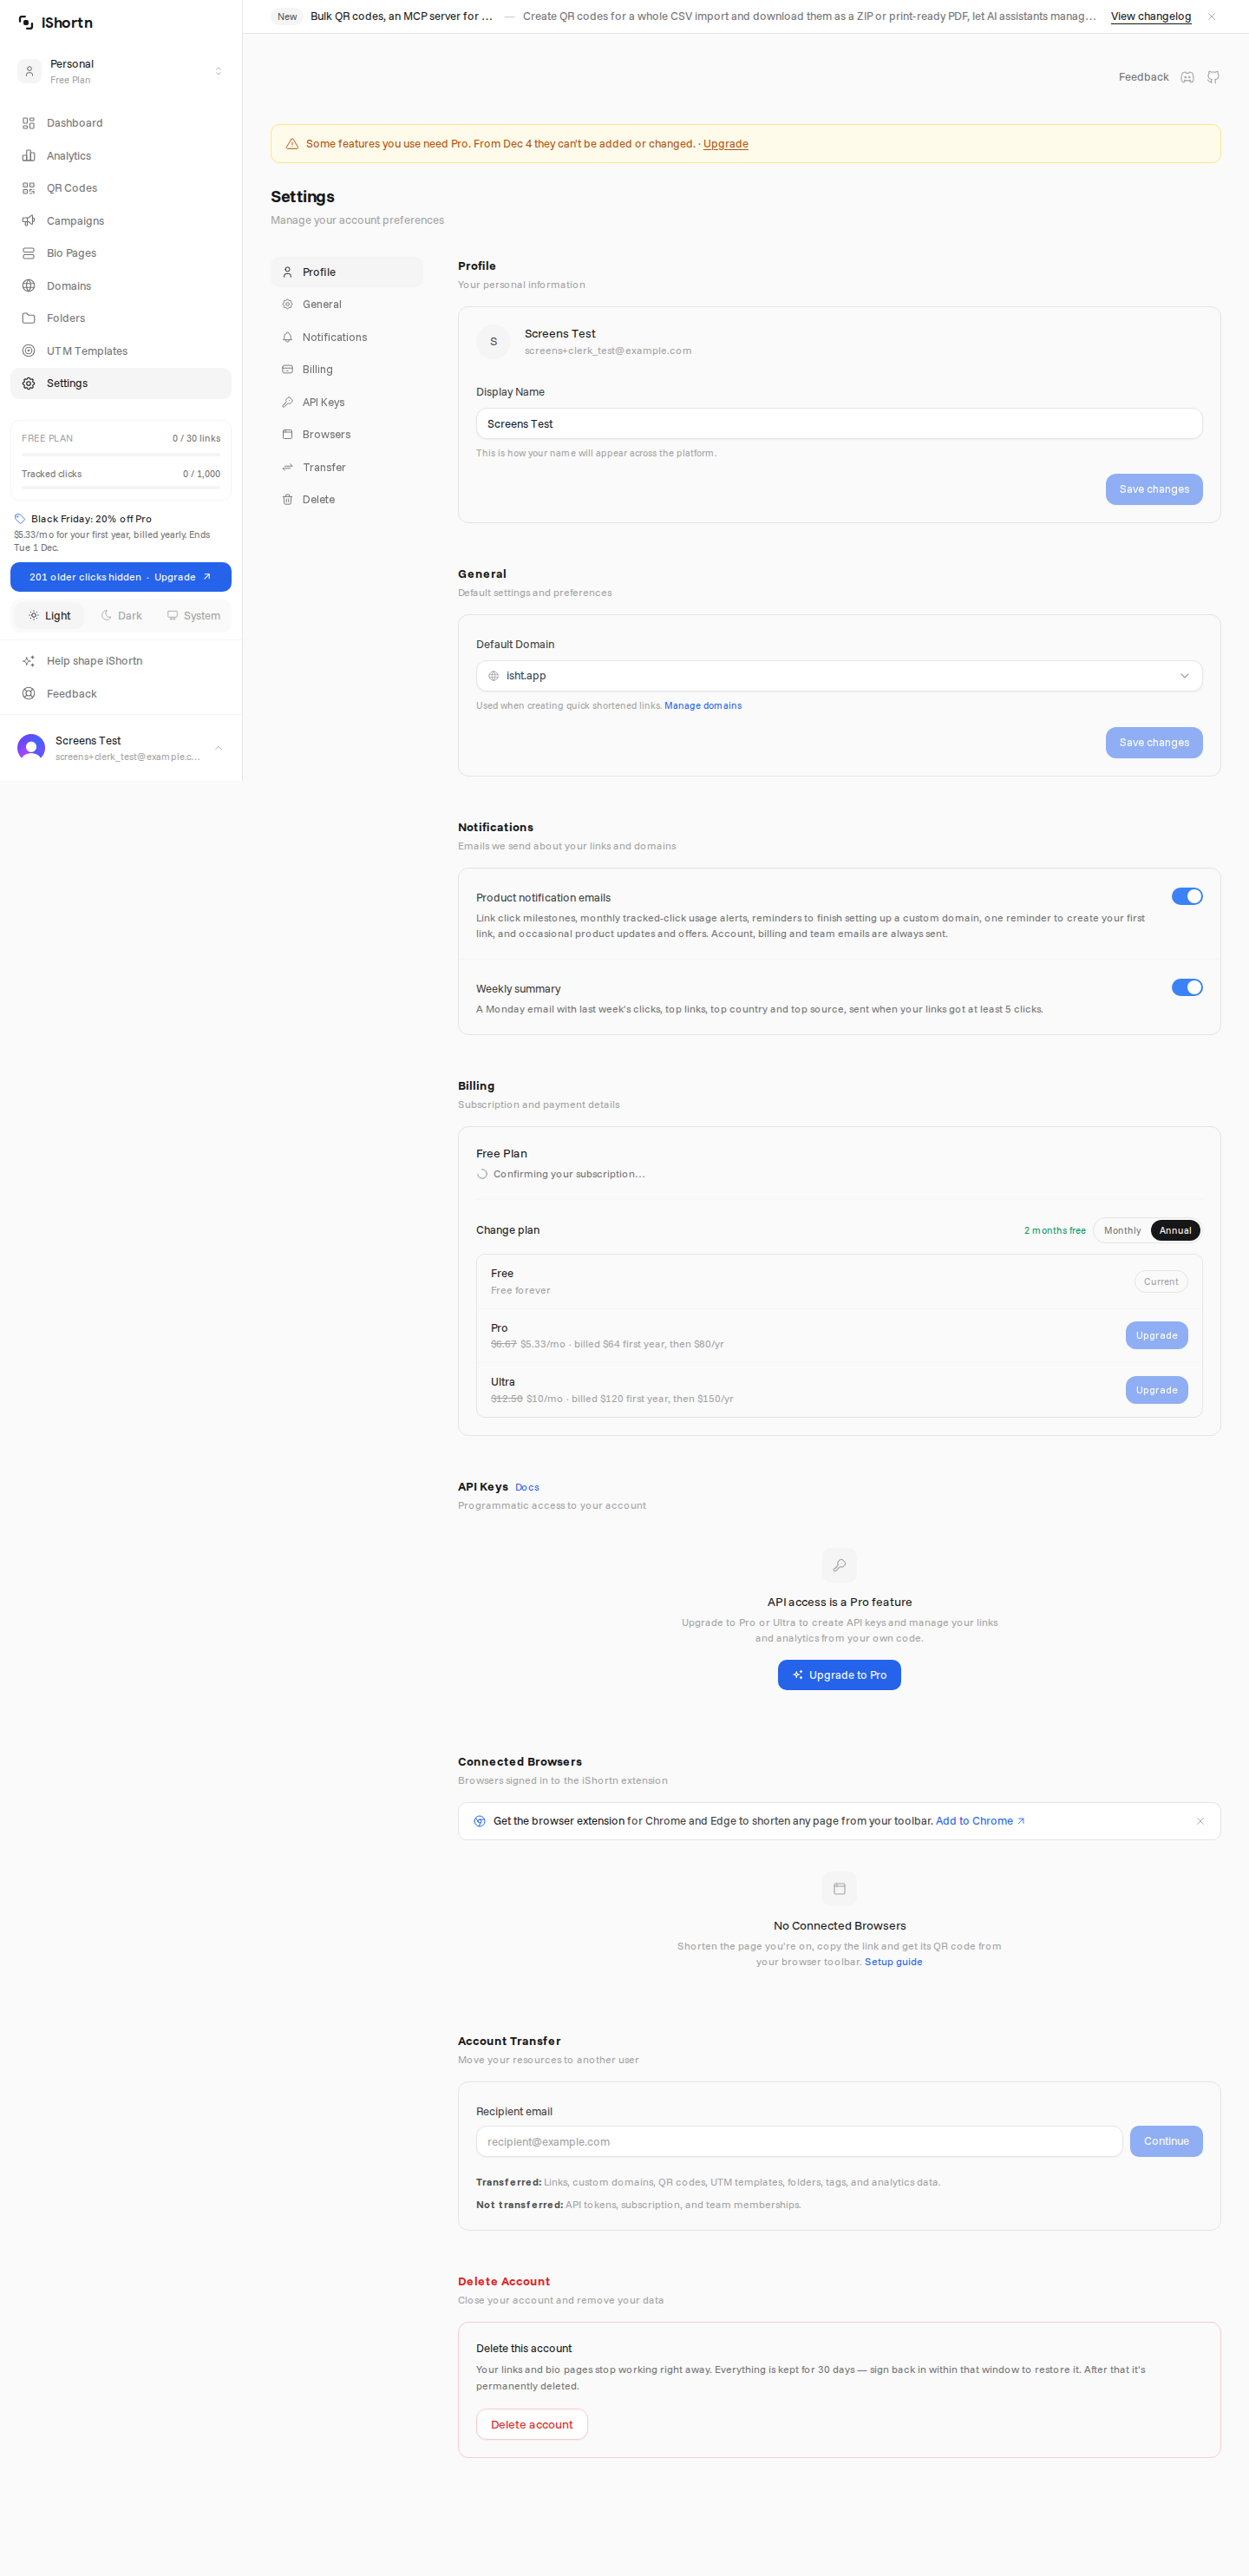 iShortn
Personal
Free Plan
Dashboard
Analytics
QR Codes
Campaigns
Bio Pages
Domains
Folders
UTM Templates
Settings
FREE PLAN
0 / 30 links
Tracked clicks
0 / 1,000
Black Friday: 20% off Pro
$5.33/mo for your first year, billed yearly. Ends
Tue 1 Dec.
201 older clicks hidden · Upgrade
Light
Dark
System
Help shape iShortn
Feedback
Screens Test
screens+clerk_test@example.c...
New
Bulk QR codes, an MCP server for ...
— Create QR codes for a whole CSV import and download them as a ZIP or print-ready PDF, let AI assistants manag...
View changelog
Feedback
Some features you use need Pro. From Dec 4 they can't be added or changed. · Upgrade
Settings
Manage your account preferences
Profile
General
Notifications
Billing
API Keys
Browsers
Transfer
Delete
Profile
Your personal information
S
Screens Test
screens+clerk_test@example.com
Display Name
Screens Test
This is how your name will appear across the platform.
Save changes
General
Default settings and preferences
Default Domain
isht.app
Used when creating quick shortened links. Manage domains
Save changes
Notifications
Emails we send about your links and domains
Product notification emails
Link click milestones, monthly tracked-click usage alerts, reminders to finish setting up a custom domain, one reminder to create your first
link, and occasional product updates and offers. Account, billing and team emails are always sent.
Weekly summary
A Monday email with last week's clicks, top links, top country and top source, sent when your links got at least 5 clicks.
Billing
Subscription and payment details
Free Plan
Confirming your subscription...
Change plan
2 months free
Monthly
Annual
Free
Free forever
Current
Pro
$6.67 $5.33/mo · billed $64 first year, then $80/yr
Upgrade
Ultra
$12.50 $10/mo · billed $120 first year, then $150/yr
Upgrade
API Keys
Docs
Programmatic access to your account
API access is a Pro feature
Upgrade to Pro or Ultra to create API keys and manage your links
and analytics from your own code.
Upgrade to Pro
Connected Browsers
Browsers signed in to the iShortn extension
Get the browser extension for Chrome and Edge to shorten any page from your toolbar. Add to Chrome
No Connected Browsers
Shorten the page you're on, copy the link and get its QR code from
your browser toolbar. Setup guide
Account Transfer
Move your resources to another user
Recipient email
recipient@example.com
Continue
Transferred: Links, custom domains, QR codes, UTM templates, folders, tags, and analytics data.
Not transferred: API tokens, subscription, and team memberships.
Delete Account
Close your account and remove your data
Delete this account
Your links and bio pages stop working right away. Everything is kept for 30 days — sign back in within that window to restore it. After that it's
permanently deleted.
Delete account